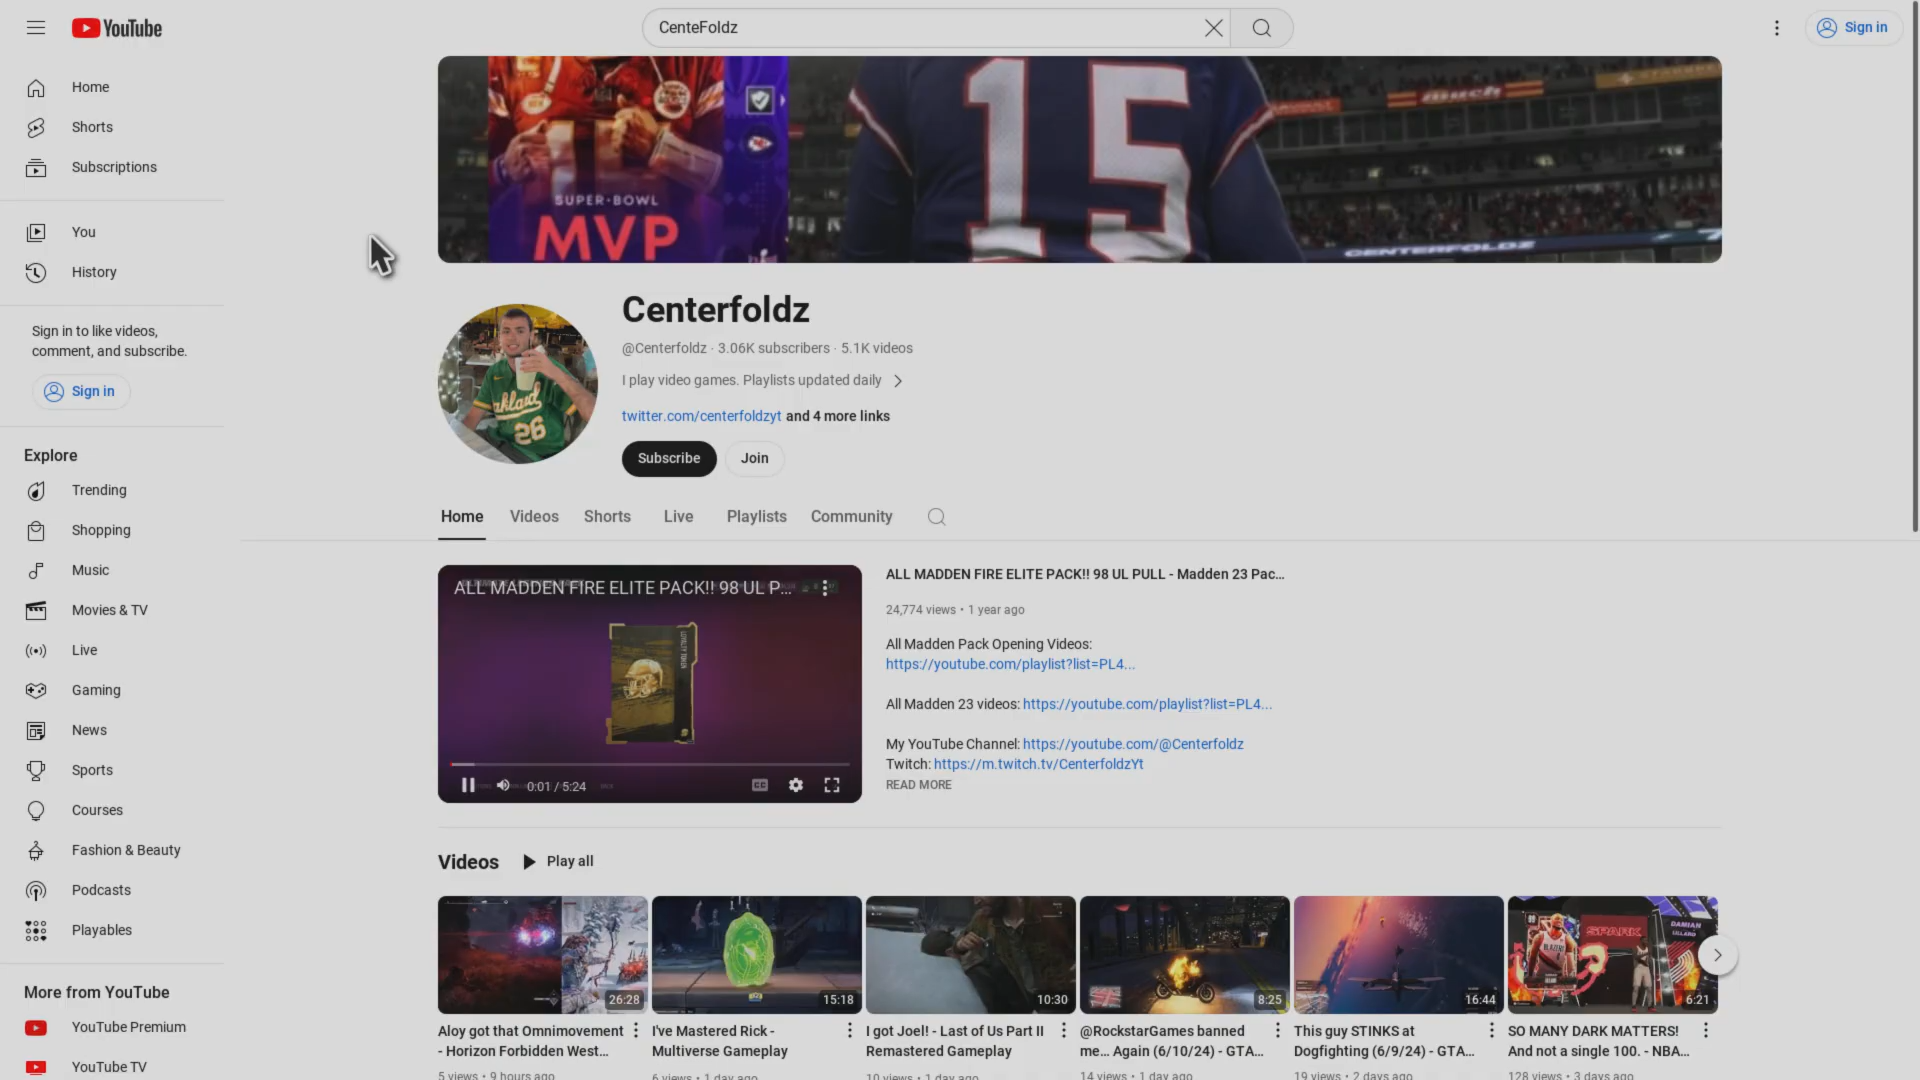 YouTube
CenteFoldz
Sign in
Home
Shorts
Subscriptions
You
History
Sign in to like videos,
comment, and subscribe.
Sign in
Explore
Trending
Shopping
Music
Movies & TV
Live
Gaming
News
Sports
Courses
Fashion & Beauty
Podcasts
Playables
More from YouTube
YouTube Premium
YouTube TV
SUPER-BOWL
MVP
15
CENTERFOLDZ
Centerfoldz
@Centerfoldz · 3.06K subscribers · 5.1K videos
I play video games. Playlists updated daily
twitter.com/centerfoldzyt and 4 more links
Subscribe
Join
Home Videos Shorts Live Playlists Community
ALL MADDEN FIRE ELITE PACK!! 98 UL P...
0:01 / 5:24
ALL MADDEN FIRE ELITE PACK!! 98 UL PULL - Madden 23 Pac...
24,774 views • 1 year ago
All Madden Pack Opening Videos:
https://youtube.com/playlist?list=PL4...
All Madden 23 videos: https://youtube.com/playlist?list=PL4...
My YouTube Channel: https://youtube.com/@Centerfoldz
Twitch: https://m.twitch.tv/CenterfoldzYt
READ MORE
Videos
Play all
26:28
15:18
10:30
8:25
16:44
SPARK
DAMIAN
LILLARD
6:21
Aloy got that Omnimovement
- Horizon Forbidden West...
5 views • 9 hours ago
I've Mastered Rick -
Multiverse Gameplay
6 views • 1 day ago
I got Joel! - Last of Us Part II
Remastered Gameplay
10 views • 1 day ago
@RockstarGames banned
me... Again (6/10/24) - GTA...
14 views • 1 day ago
This guy STINKS at
Dogfighting (6/9/24) - GTA...
19 views • 2 days ago
SO MANY DARK MATTERS!
And not a single 100. - NBA...
128 views • 3 days ago